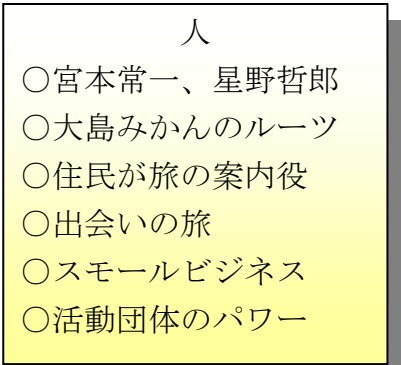 人
○宮本常一、星野哲郎
○大島みかんのルーツ
○住民が旅の案内役
○出会いの旅
○スモールビジネス
○活動団体のパワー